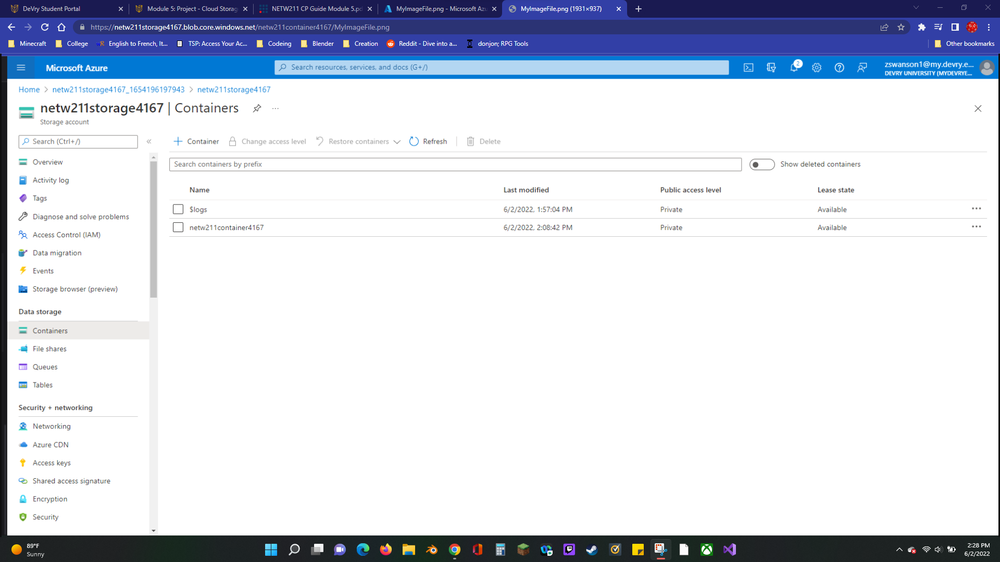 DeVry Student Portal
Module 5: Project - Cloud Storag
NETW211 CP Guide Module 5.pd
MyImageFile.png - Microsoft Azu
MyImageFile.png (1931×937)
https://netw211storage4167.blob.core.windows.net/netw211container4167/MyImageFile.png
Minecraft
College
English to French, It...
TSP: Access Your Ac...
Codeing
Blender
Creation
Reddit - Dive into a...
donjon; RPG Tools
Other bookmarks
Microsoft Azure
Search resources, services, and docs (G+/)
2
zswanson1@my.devry.e...
DEVRY UNIVERSITY (MYDEVRYE...
Home > netw211storage4167_1654196197943 > netw211storage4167
netw211storage4167 | Containers
Storage account
Search (Ctrl+/)
Overview
Activity log
Tags
Diagnose and solve problems
Access Control (IAM)
Data migration
Events
Storage browser (preview)
Data storage
Containers
File shares
Queues
Tables
Security + networking
Networking
Azure CDN
Access keys
Shared access signature
Encryption
Security
Container
Change access level
Restore containers
Refresh
Delete
Search containers by prefix
Show deleted containers
Name Last modified Public access level Lease state
$logs 6/2/2022, 1:57:04 PM Private Available
netw211container4167 6/2/2022, 2:08:42 PM Private Available
89°F
Sunny
2:28 PM
6/2/2022